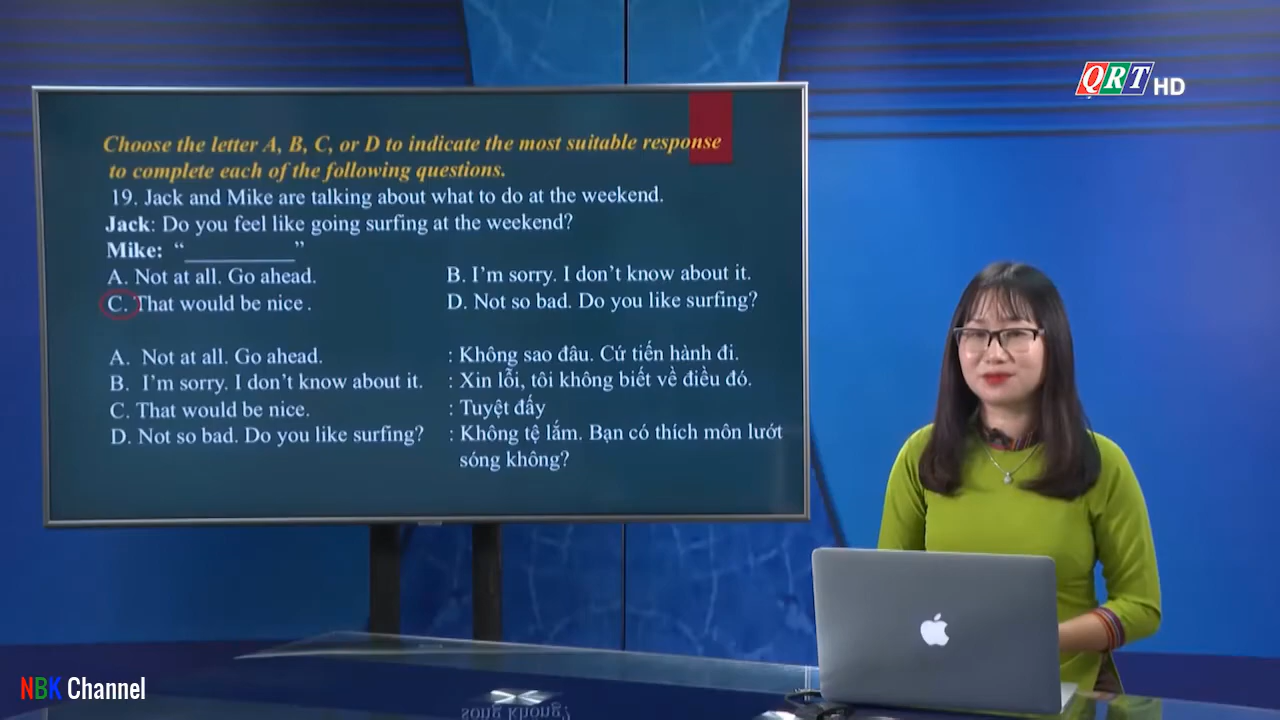 QRT HD
Choose the letter A, B, C, or D to indicate the most suitable response
to complete each of the following questions.
19. Jack and Mike are talking about what to do at the weekend.
Jack: Do you feel like going surfing at the weekend?
Mike: “__________”
A. Not at all. Go ahead. B. I’m sorry. I don’t know about it.
C. That would be nice . D. Not so bad. Do you like surfing?
A. Not at all. Go ahead. : Không sao đâu. Cứ tiến hành đi.
B. I’m sorry. I don’t know about it. : Xin lỗi, tôi không biết về điều đó.
C. That would be nice. : Tuyệt đấy
D. Not so bad. Do you like surfing? : Không tệ lắm. Bạn có thích môn lướt
sóng không?
NBK Channel